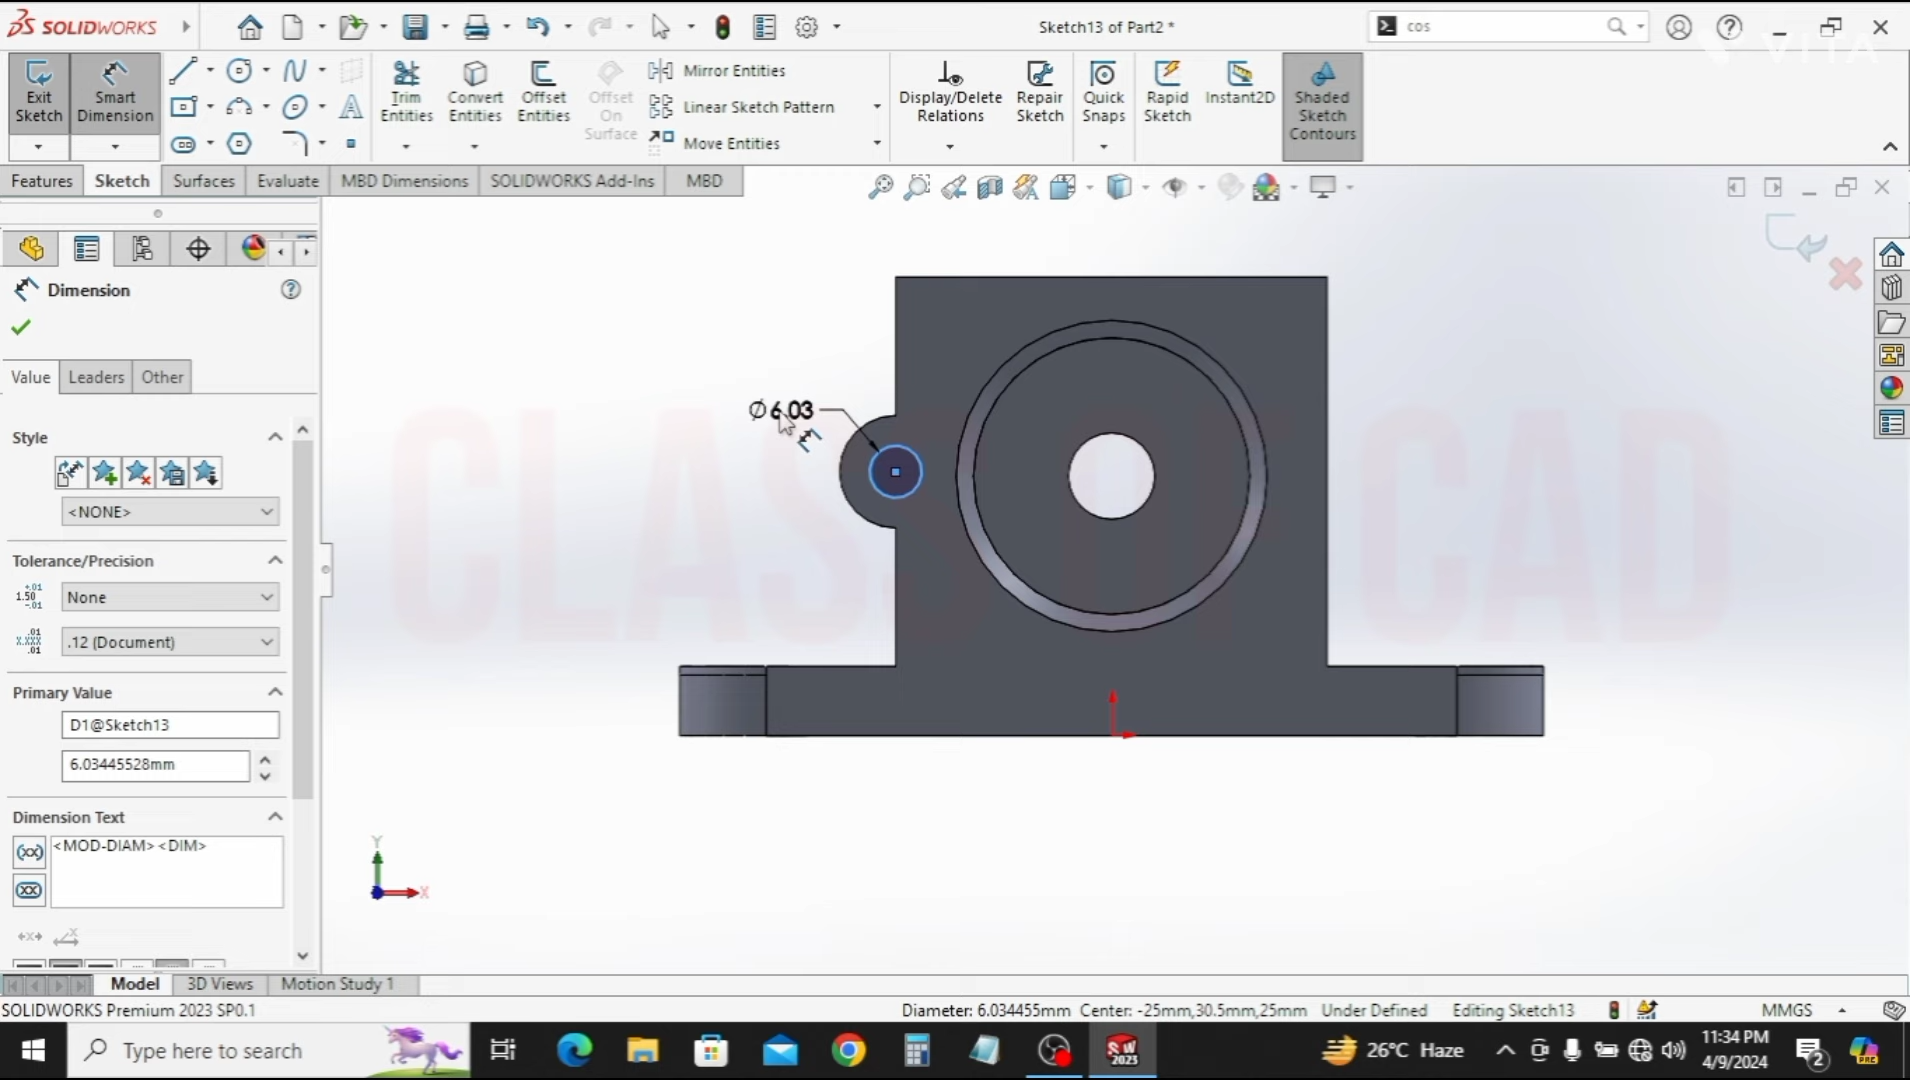 SOLIDWORKS
Sketch13 of Part2 *
cos
VITA
Exit Sketch
Smart Dimension
Trim Entities
Convert Entities
Offset Entities
Offset On Surface
Mirror Entities
Linear Sketch Pattern
Move Entities
Display/Delete Relations
Repair Sketch
Quick Snaps
Rapid Sketch
Instant2D
Shaded Sketch Contours
Features
Sketch
Surfaces
Evaluate
MBD Dimensions
SOLIDWORKS Add-Ins
MBD
Dimension
Value
Leaders
Other
Style
<NONE>
Tolerance/Precision
None
.12 (Document)
Primary Value
D1@Sketch13
6.03445528mm
Dimension Text
<MOD-DIAM><DIM>
∅6.03
CLASS OF CAD
Y
X
Model
3D Views
Motion Study 1
SOLIDWORKS Premium 2023 SP0.1
Diameter: 6.034455mm Center: -25mm,30.5mm,25mm
Under Defined
Editing Sketch13
MMGS
Type here to search
26°C Haze
11:34 PM
4/9/2024
2